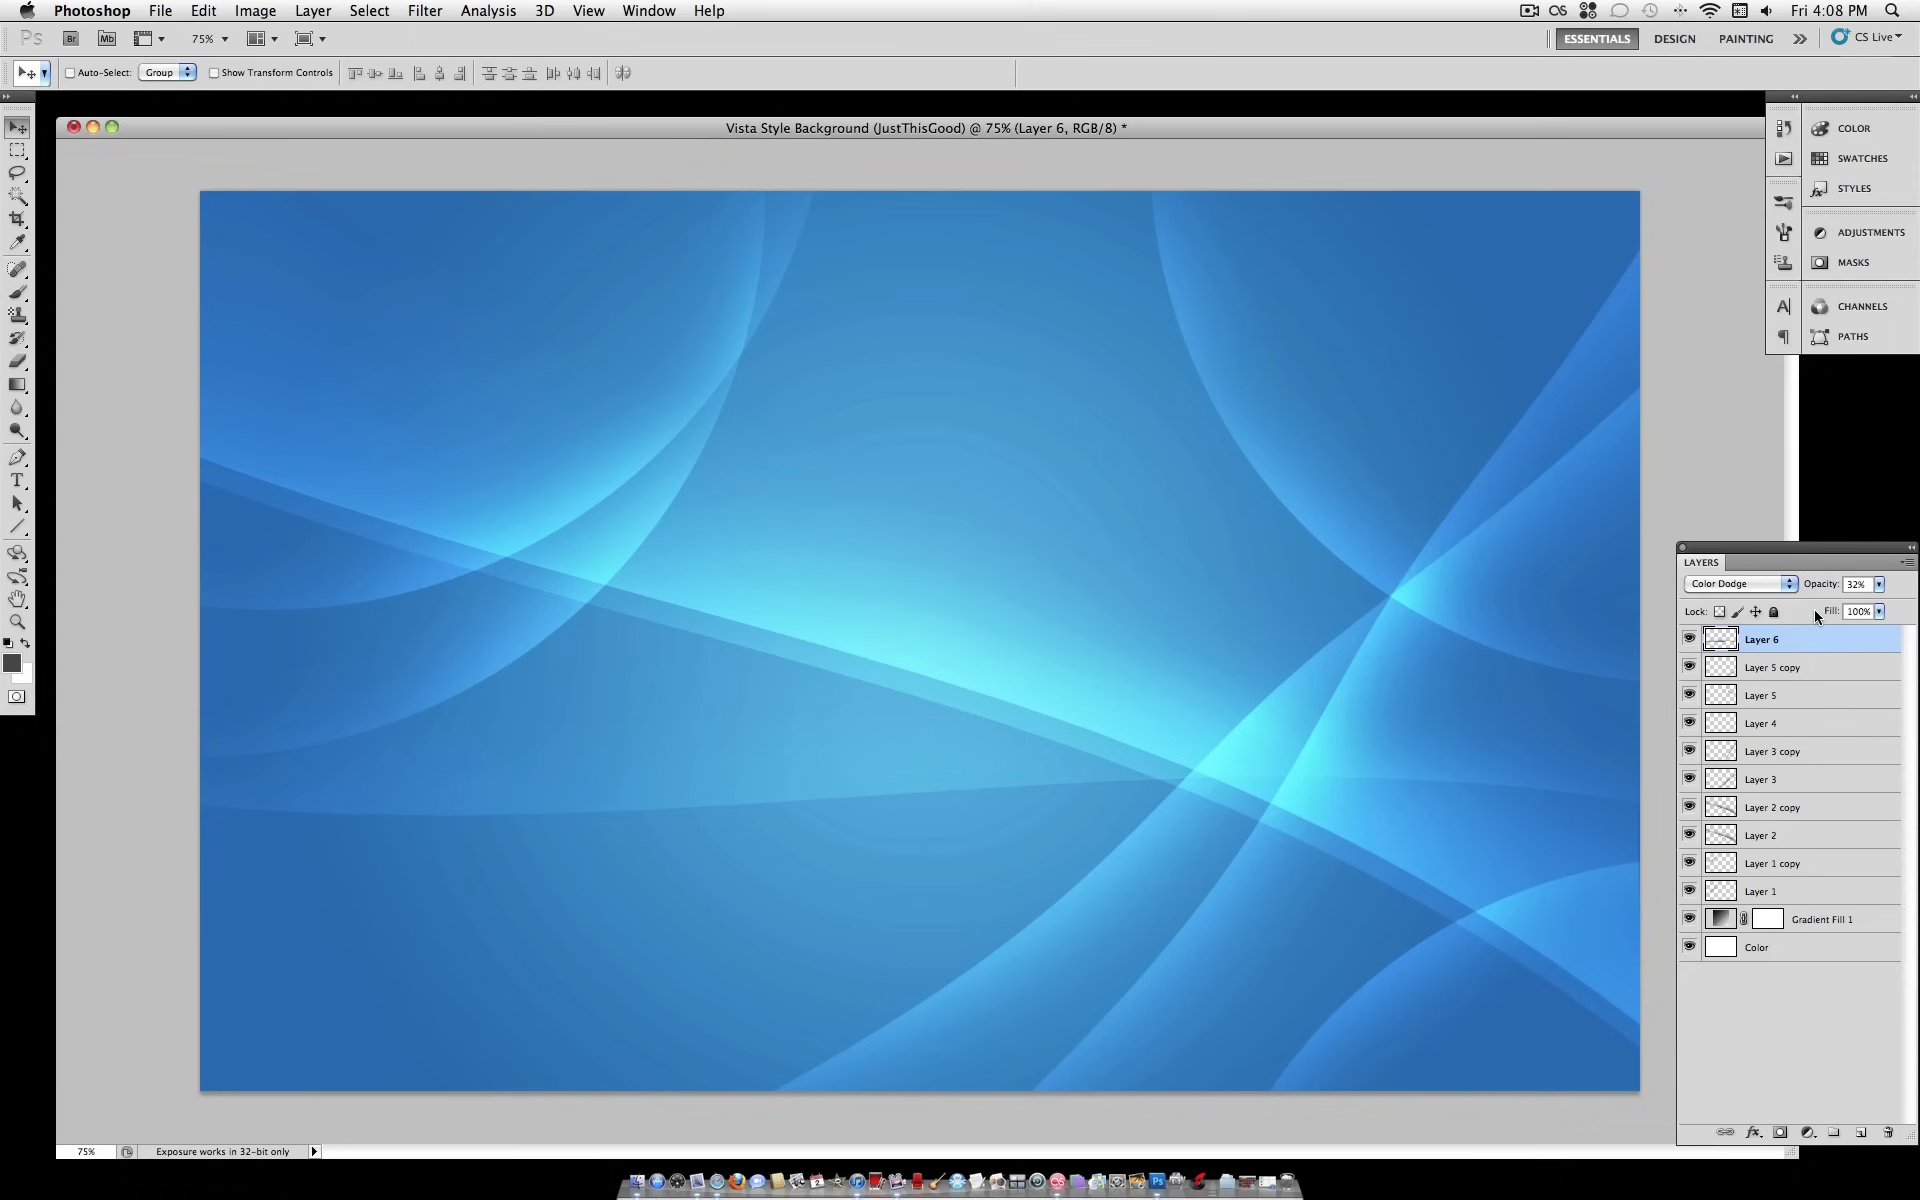 Photoshop File Edit Image Layer Select Filter Analysis 3D View Window Help Fri 4:08 PM
Ps Br Mb 75% ESSENTIALS DESIGN PAINTING CS Live
Auto-Select: Group Show Transform Controls
Vista Style Background (JustThisGood) @ 75% (Layer 6, RGB/8) *
COLOR
SWATCHES
STYLES
ADJUSTMENTS
MASKS
CHANNELS
PATHS
LAYERS
Color Dodge Opacity: 32%
Lock: Fill: 100%
Layer 6
Layer 5 copy
Layer 5
Layer 4
Layer 3 copy
Layer 3
Layer 2 copy
Layer 2
Layer 1 copy
Layer 1
Gradient Fill 1
Color
75% Exposure works in 32-bit only